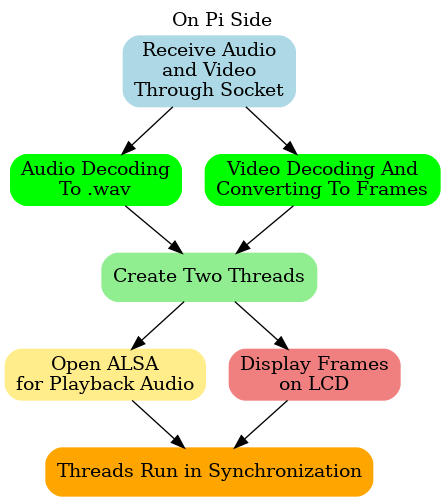 On Pi Side
Receive Audio
and Video
Through Socket
Audio Decoding
To .wav
Video Decoding And
Converting To Frames
Create Two Threads
Open ALSA
for Playback Audio
Display Frames
on LCD
Threads Run in Synchronization